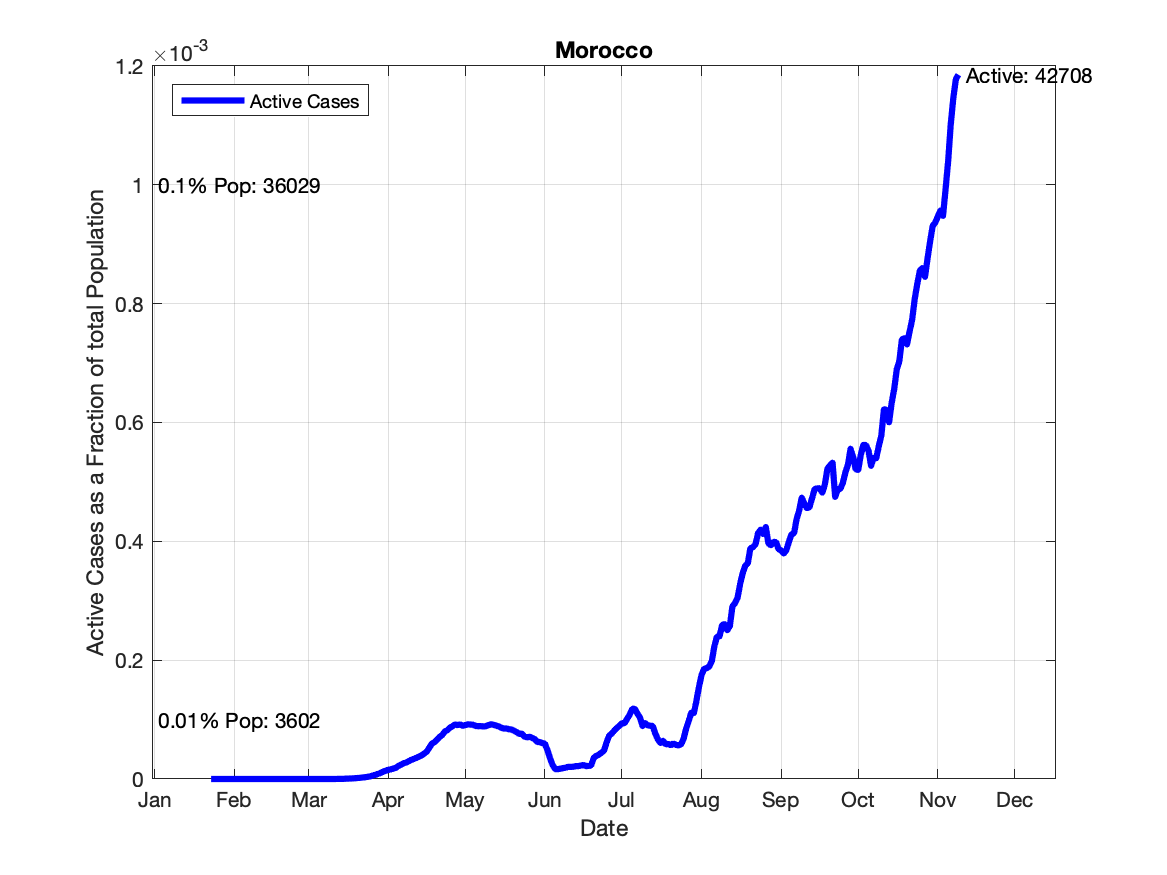 Morocco
×10-3
1.2
Active: 42708
Active Cases
1
0.1% Pop: 36029
0.8
0.6
0.4
0.2
0.01% Pop: 3602
0
Active Cases as a Fraction of total Population
Jan Feb Mar Apr May Jun Jul Aug Sep Oct Nov Dec
Date